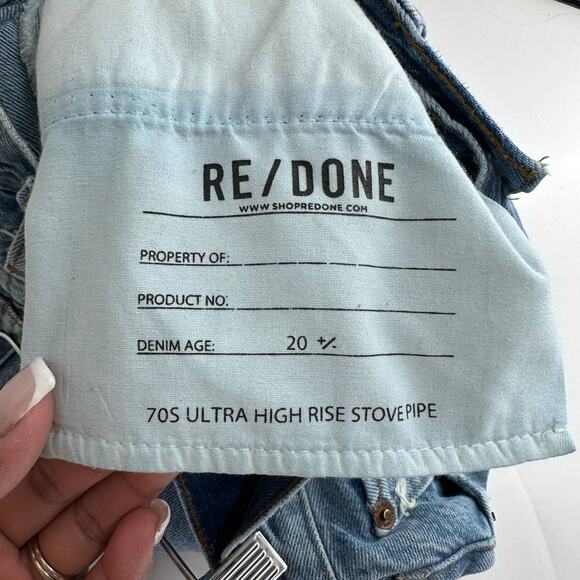 RE/DONE
WWW SHOPREDONE COM
PROPERTY OF:
PRODUCT NO:
DENIM AGE: 20 +/-
70S ULTRA HIGH RISE STOVEPIPE